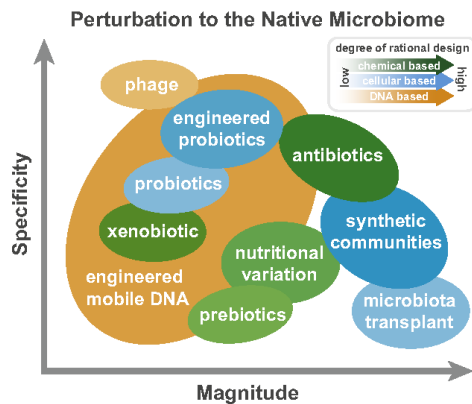 Perturbation to the Native Microbiome
degree of rational design
low
chemical based
cellular based
DNA based
high
phage
engineered
probiotics
antibiotics
probiotics
synthetic
communities
xenobiotic
nutritional
variation
engineered
mobile DNA
prebiotics
microbiota
transplant
Specificity
Magnitude